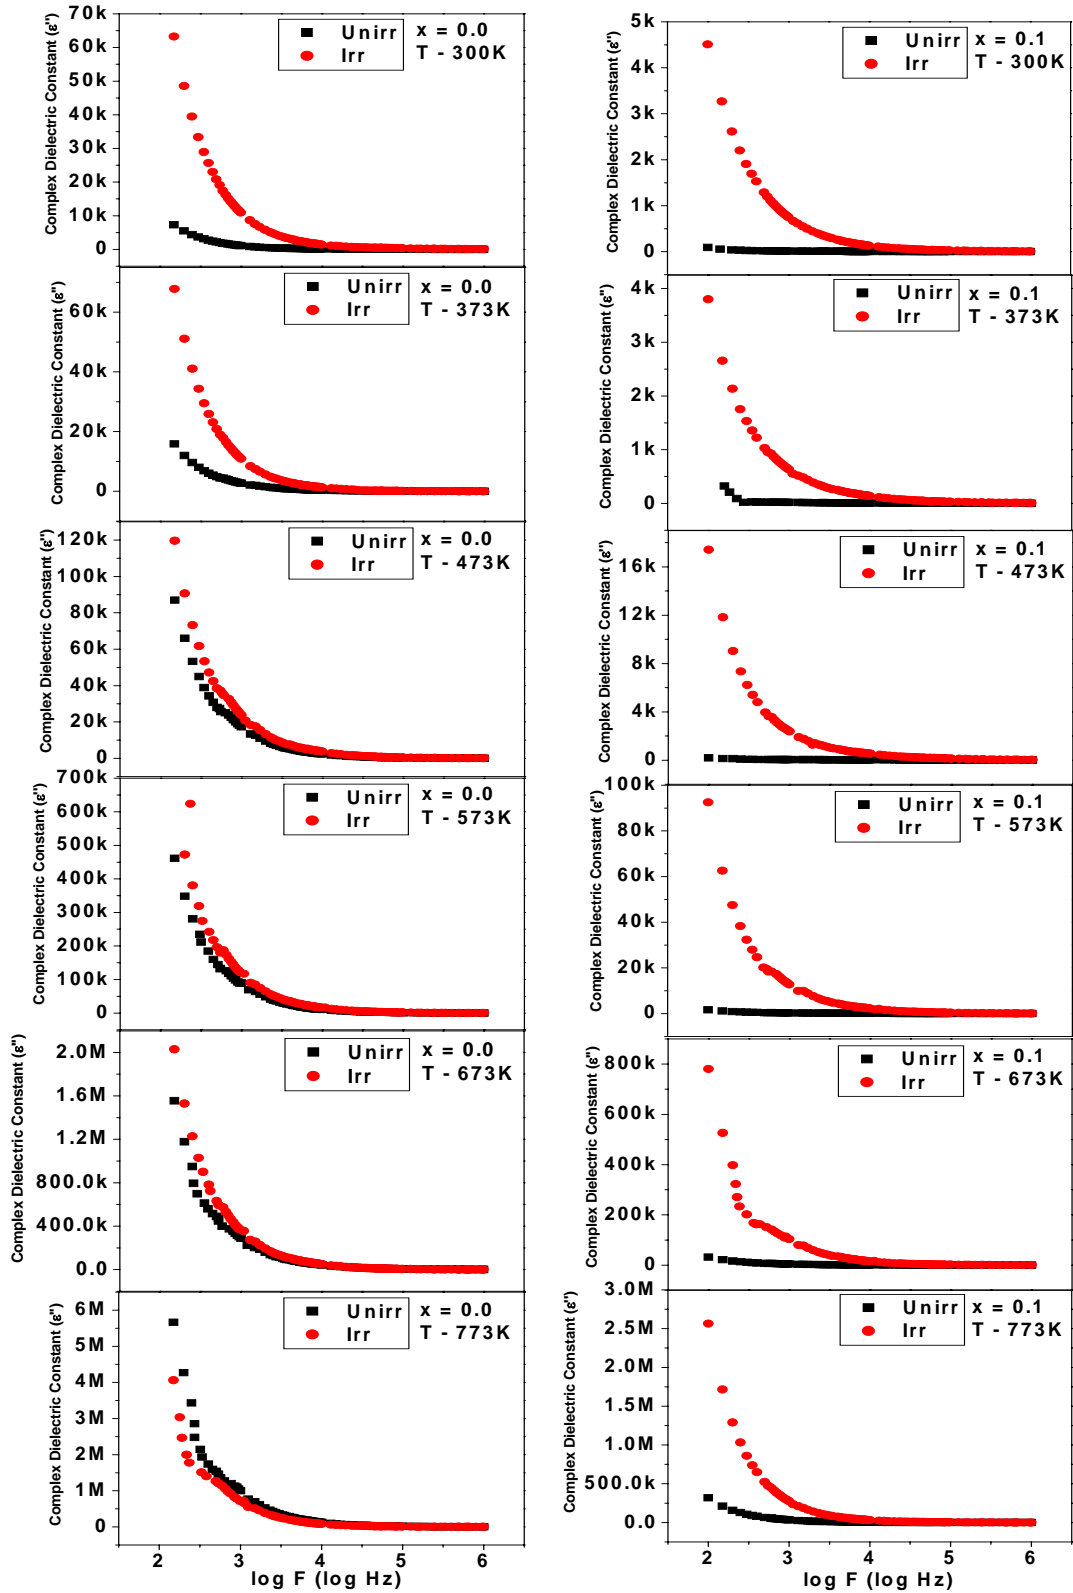 Complex Dielectric Constant (ε")
70k
60k
50k
40k
30k
20k
10k
0
Unirr
Irr
x = 0.0
T - 300K
Complex Dielectric Constant (ε")
60k
40k
20k
0
Unirr
Irr
x = 0.0
T - 373K
Complex Dielectric Constant (ε")
120k
100k
80k
60k
40k
20k
0
Unirr
Irr
x = 0.0
T - 473K
Complex Dielectric Constant (ε")
700k
600k
500k
400k
300k
200k
100k
0
Unirr
Irr
x = 0.0
T - 573K
Complex Dielectric Constant (ε")
2.0M
1.6M
1.2M
800.0k
400.0k
0.0
Unirr
Irr
x = 0.0
T - 673K
Complex Dielectric Constant (ε")
6M
5M
4M
3M
2M
1M
0
Unirr
Irr
x = 0.0
T - 773K
2 3 4 5 6
log F (log Hz)
Complex Dielectric Constant (ε")
5k
4k
3k
2k
1k
0
Unirr
Irr
x = 0.1
T - 300K
Complex Dielectric Constant (ε")
4k
3k
2k
1k
0
Unirr
Irr
x = 0.1
T - 373K
Complex Dielectric Constant (ε")
16k
12k
8k
4k
0
Unirr
Irr
x = 0.1
T - 473K
Complex Dielectric Constant (ε")
100k
80k
60k
40k
20k
0
Unirr
Irr
x = 0.1
T - 573K
Complex Dielectric Constant (ε")
800k
600k
400k
200k
0
Unirr
Irr
x = 0.1
T - 673K
Complex Dielectric Constant (ε")
3.0M
2.5M
2.0M
1.5M
1.0M
500.0k
0.0
Unirr
Irr
x = 0.1
T - 773K
2 3 4 5 6
log F (log Hz)